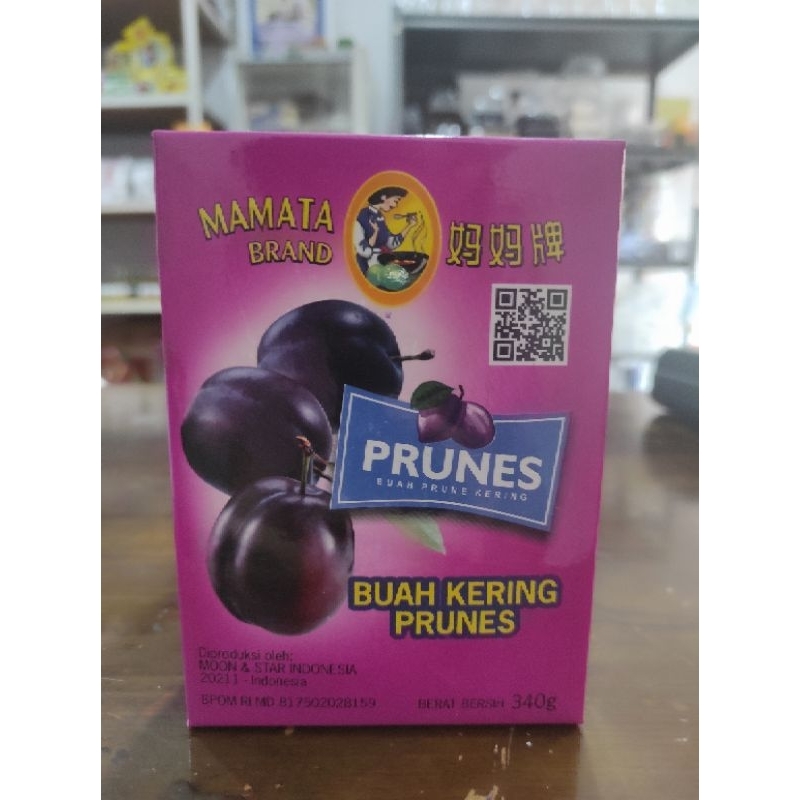 MAMATA
BRAND
妈妈牌
PRUNES
BUAH PRUNE KERING
BUAH KERING
PRUNES
Diproduksi oleh:
MOON & STAR INDONESIA
20211 - Indonesia
BPOM RI MD 817502028159
BERAT BERSIH 340g